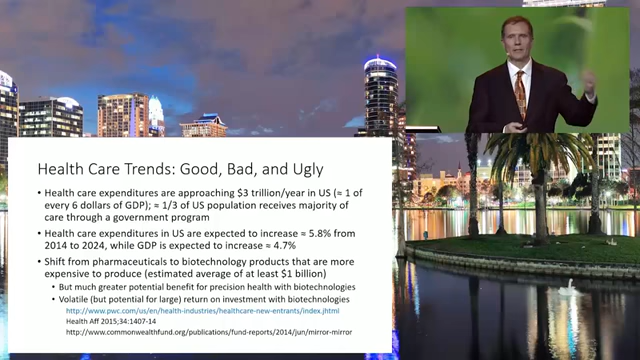 Health Care Trends: Good, Bad, and Ugly
• Health care expenditures are approaching $3 trillion/year in US (≈ 1 of
every 6 dollars of GDP); ≈ 1/3 of US population receives majority of
care through a government program
• Health care expenditures in US are expected to increase ≈ 5.8% from
2014 to 2024, while GDP is expected to increase ≈ 4.7%
• Shift from pharmaceuticals to biotechnology products that are more
expensive to produce (estimated average of at least $1 billion)
• But much greater potential benefit for precision health with biotechnologies
• Volatile (but potential for large) return on investment with biotechnologies
http://www.pwc.com/us/en/health-industries/healthcare-new-entrants/index.jhtml
Health Aff 2015;34:1407-14
http://www.commonwealthfund.org/publications/fund-reports/2014/jun/mirror-mirror